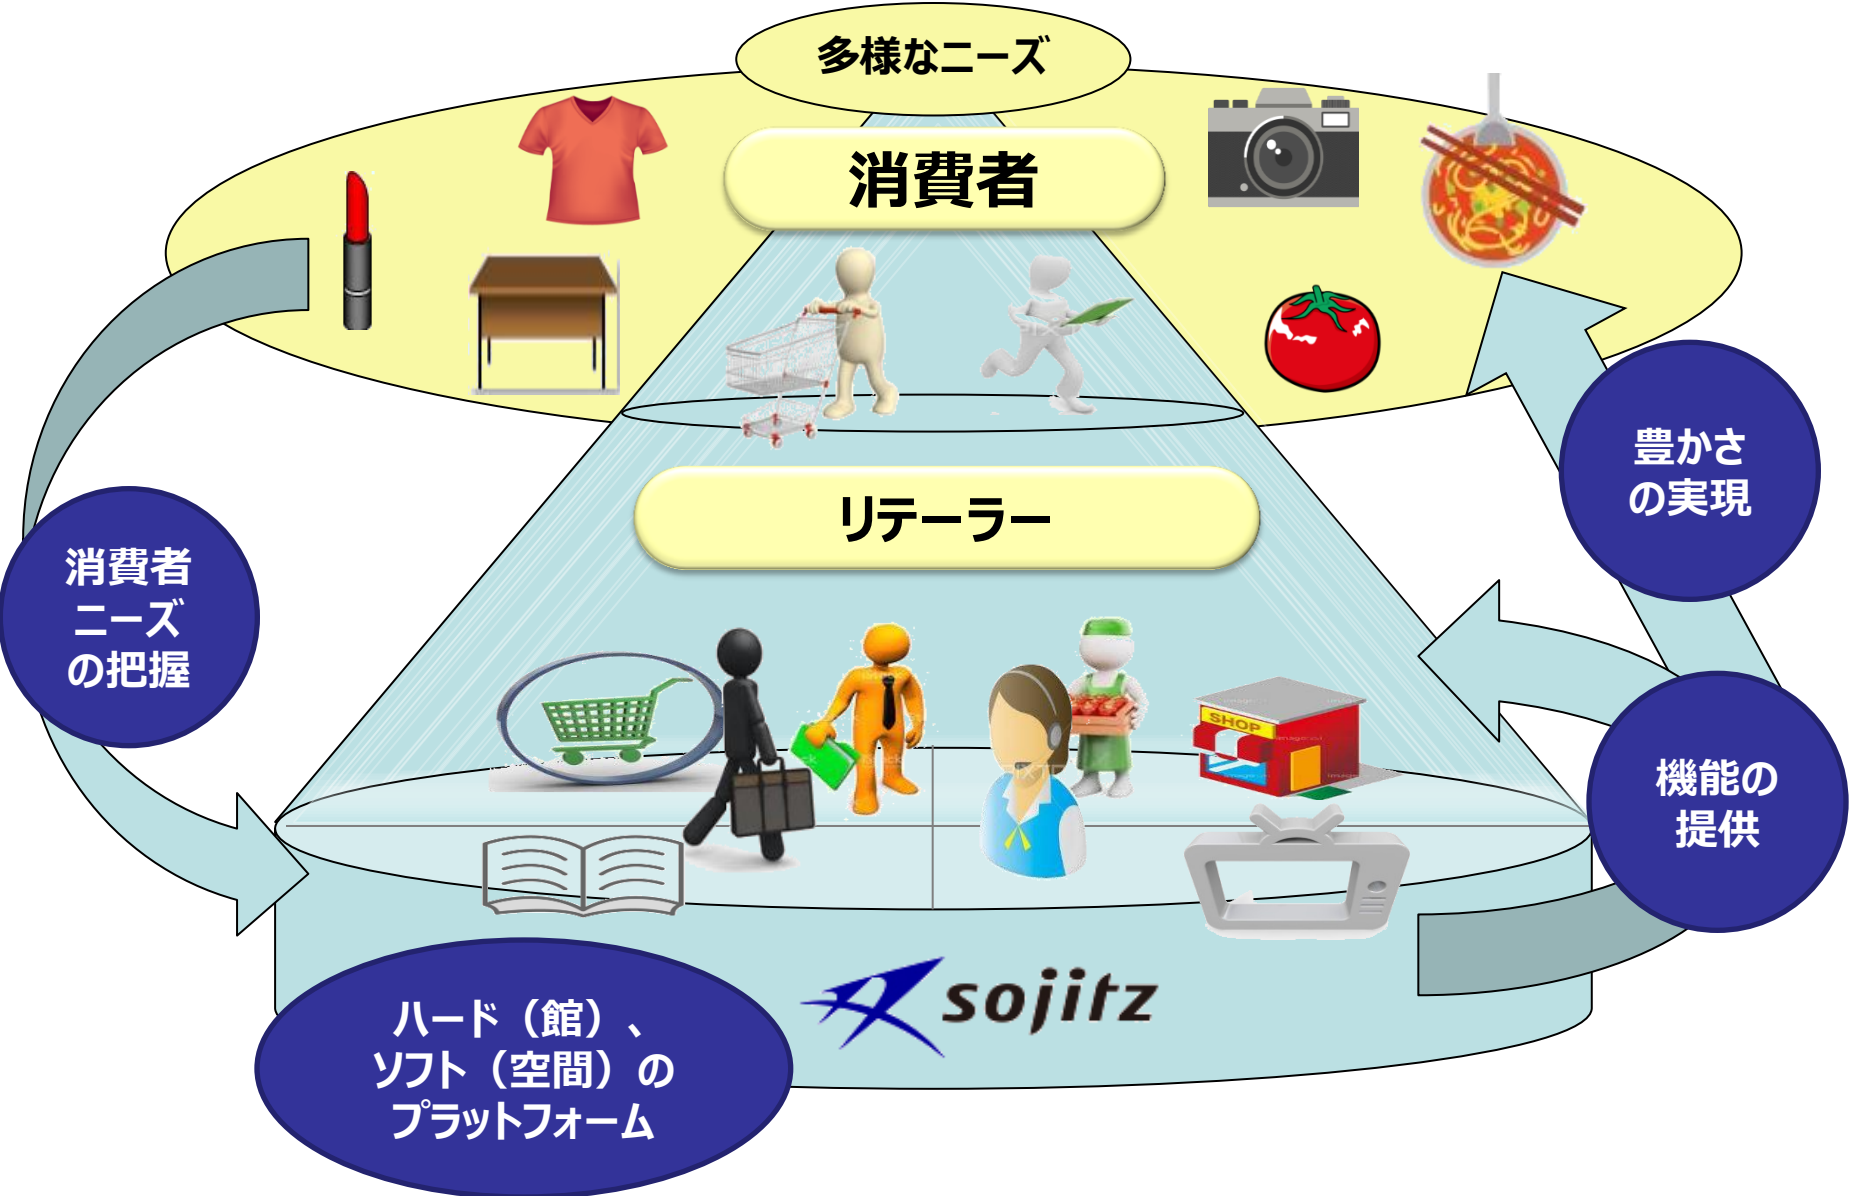 多様なニーズ
消費者
リテーラー
豊かさ
の実現
消費者
ニーズ
の把握
SHOP
機能の
提供
sojitz
ハード（館）、
ソフト（空間）の
プラットフォーム